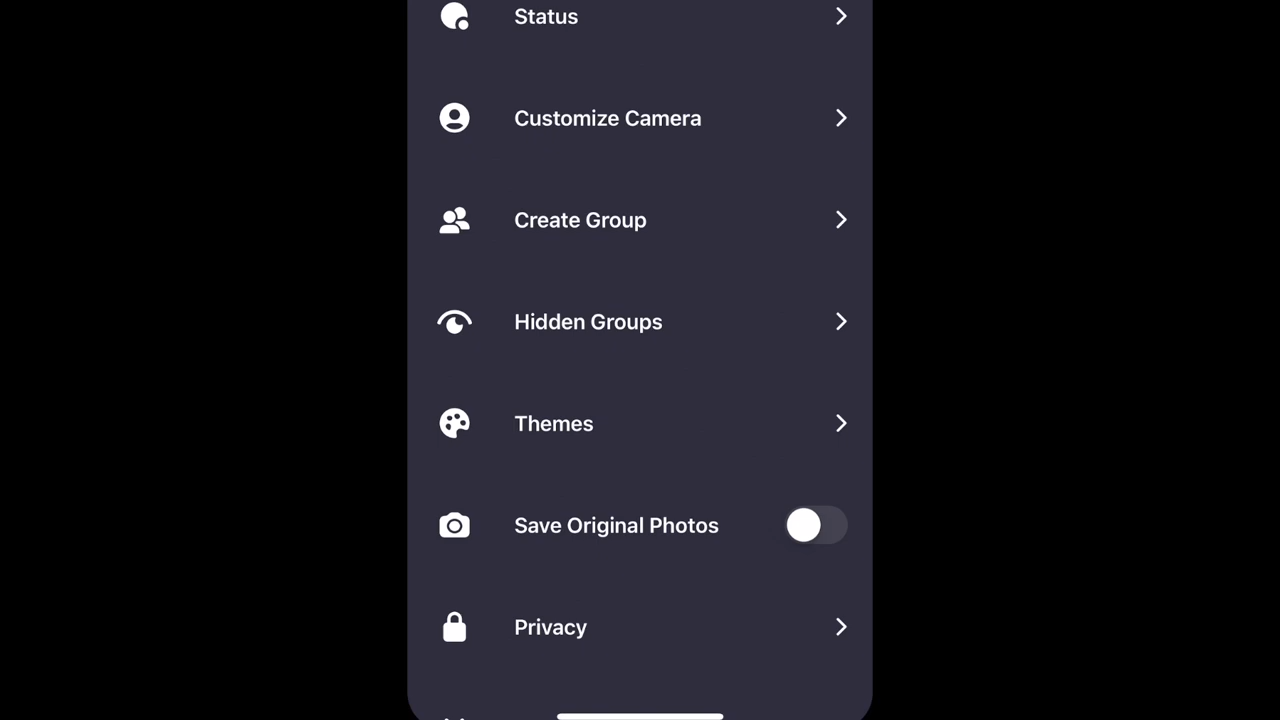 Status
Customize Camera
Create Group
Hidden Groups
Themes
Save Original Photos
Privacy